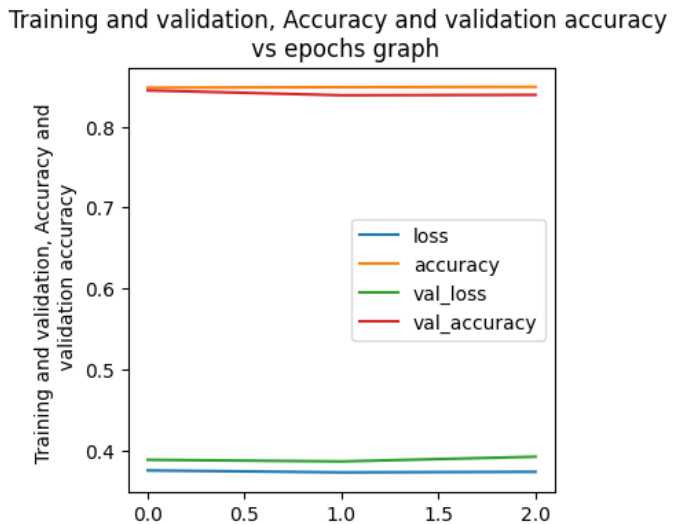 Training and validation, Accuracy and validation accuracy
vs epochs graph
Training and validation, Accuracy and
validation accuracy
0.8
0.7
0.6
0.5
0.4
loss
accuracy
val_loss
val_accuracy
0.0
0.5
1.0
1.5
2.0